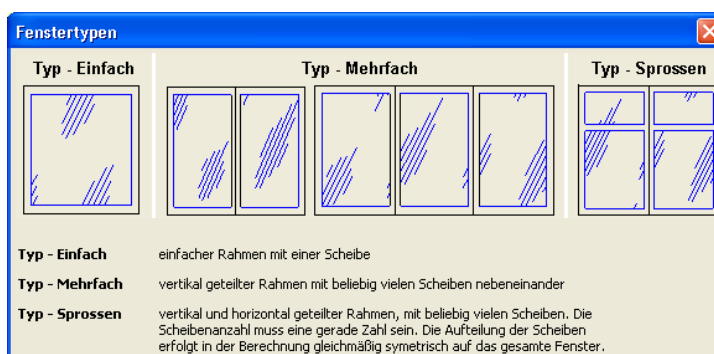 Fenstertypen
Typ - Einfach
Typ - Mehrfach
Typ - Sprossen
Typ - Einfach einfacher Rahmen mit einer Scheibe
Typ - Mehrfach vertikal geteilter Rahmen mit beliebig vielen Scheiben nebeneinander
Typ - Sprossen vertikal und horizontal geteilter Rahmen, mit beliebig vielen Scheiben. Die
Scheibenanzahl muss eine gerade Zahl sein. Die Aufteilung der Scheiben
erfolgt in der Berechnung gleichmäßig symetrisch auf das gesamte Fenster.